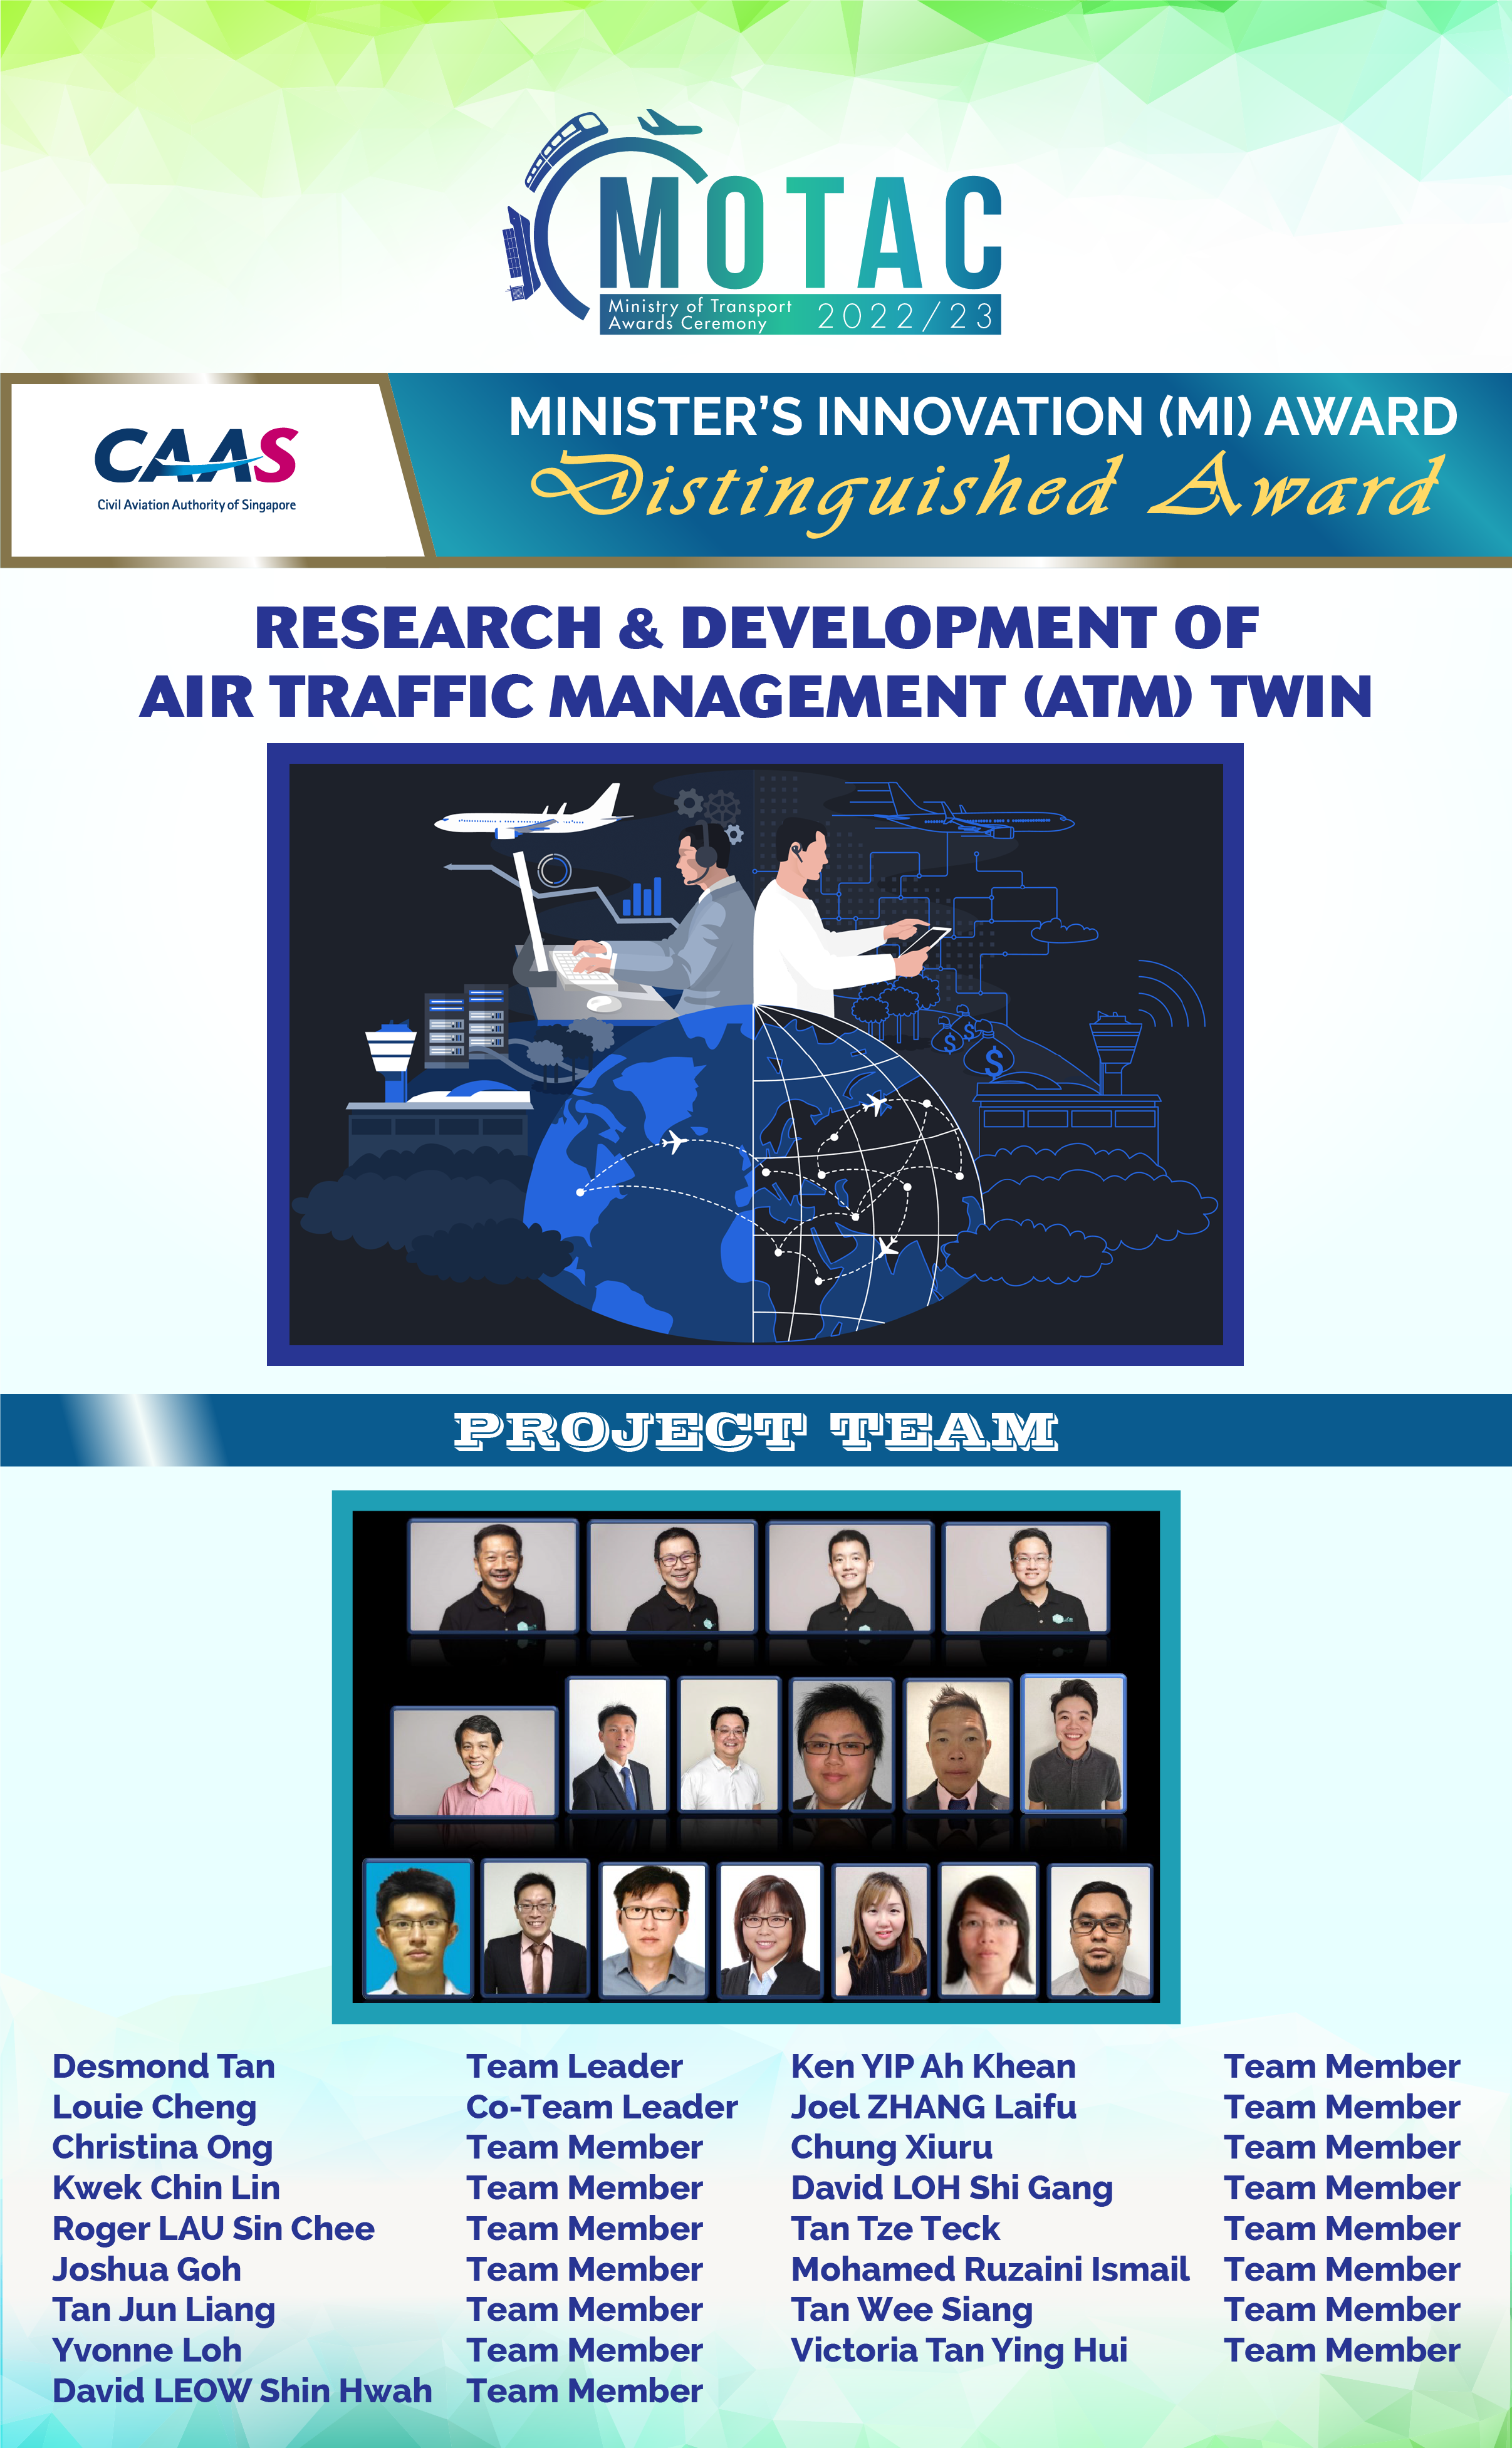 MOTAC
Ministry of Transport
Awards Ceremony 2022/23
CAAS
Civil Aviation Authority of Singapore
MINISTER'S INNOVATION (MI) AWARD
Distinguished Award
RESEARCH & DEVELOPMENT OF
AIR TRAFFIC MANAGEMENT (ATM) TWIN
$ $
$
PROJECT TEAM
Desmond Tan Team Leader Ken YIP Ah Khean Team Member
Louie Cheng Co-Team Leader Joel ZHANG Laifu Team Member
Christina Ong Team Member Chung Xiuru Team Member
Kwek Chin Lin Team Member David LOH Shi Gang Team Member
Roger LAU Sin Chee Team Member Tan Tze Teck Team Member
Joshua Goh Team Member Mohamed Ruzaini Ismail Team Member
Tan Jun Liang Team Member Tan Wee Siang Team Member
Yvonne Loh Team Member Victoria Tan Ying Hui Team Member
David LEOW Shin Hwah Team Member